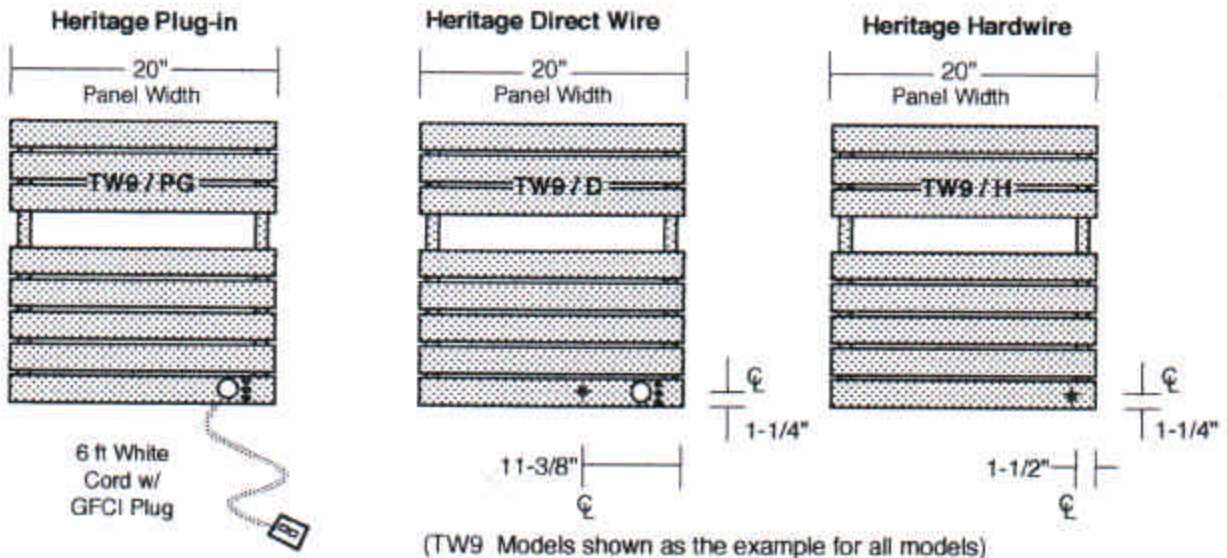 Heritage Plug-in
20"
Panel Width
TW9 / PG
6 ft White
Cord w/
GFCI Plug
Heritage Direct Wire
20"
Panel Width
TW9 / D
℄
1-1/4"
11-3/8"
℄
Heritage Hardwire
20"
Panel Width
TW9 / H
℄
1-1/4"
1-1/2"
℄
(TW9 Models shown as the example for all models)